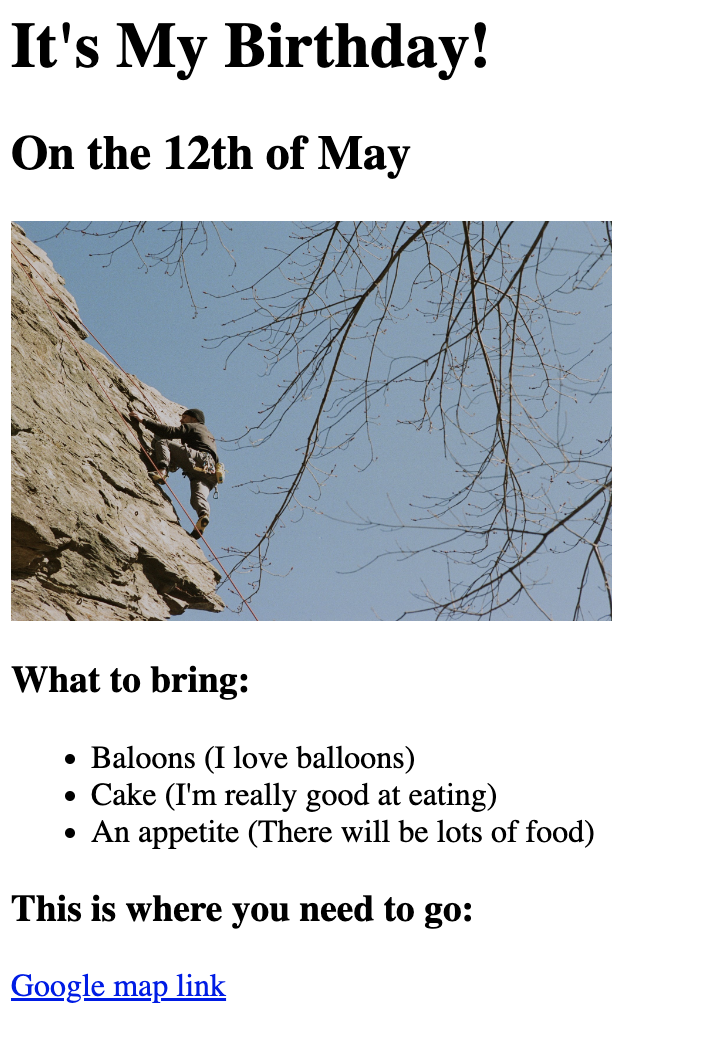 It's My Birthday!
On the 12th of May
What to bring:
Baloons (I love balloons)
Cake (I'm really good at eating)
An appetite (There will be lots of food)
This is where you need to go:
Google map link